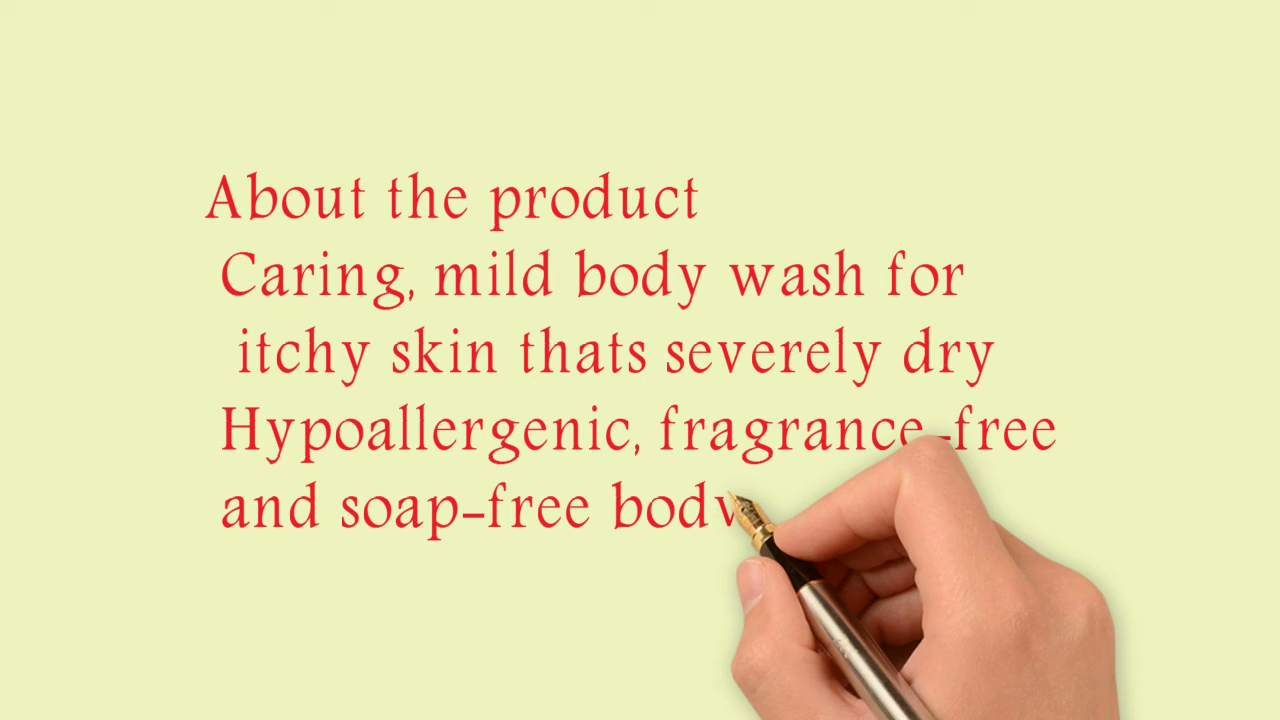 About the product
Caring, mild body wash for
itchy skin thats severely dry
Hypoallergenic, fragrance-free
and soap-free body